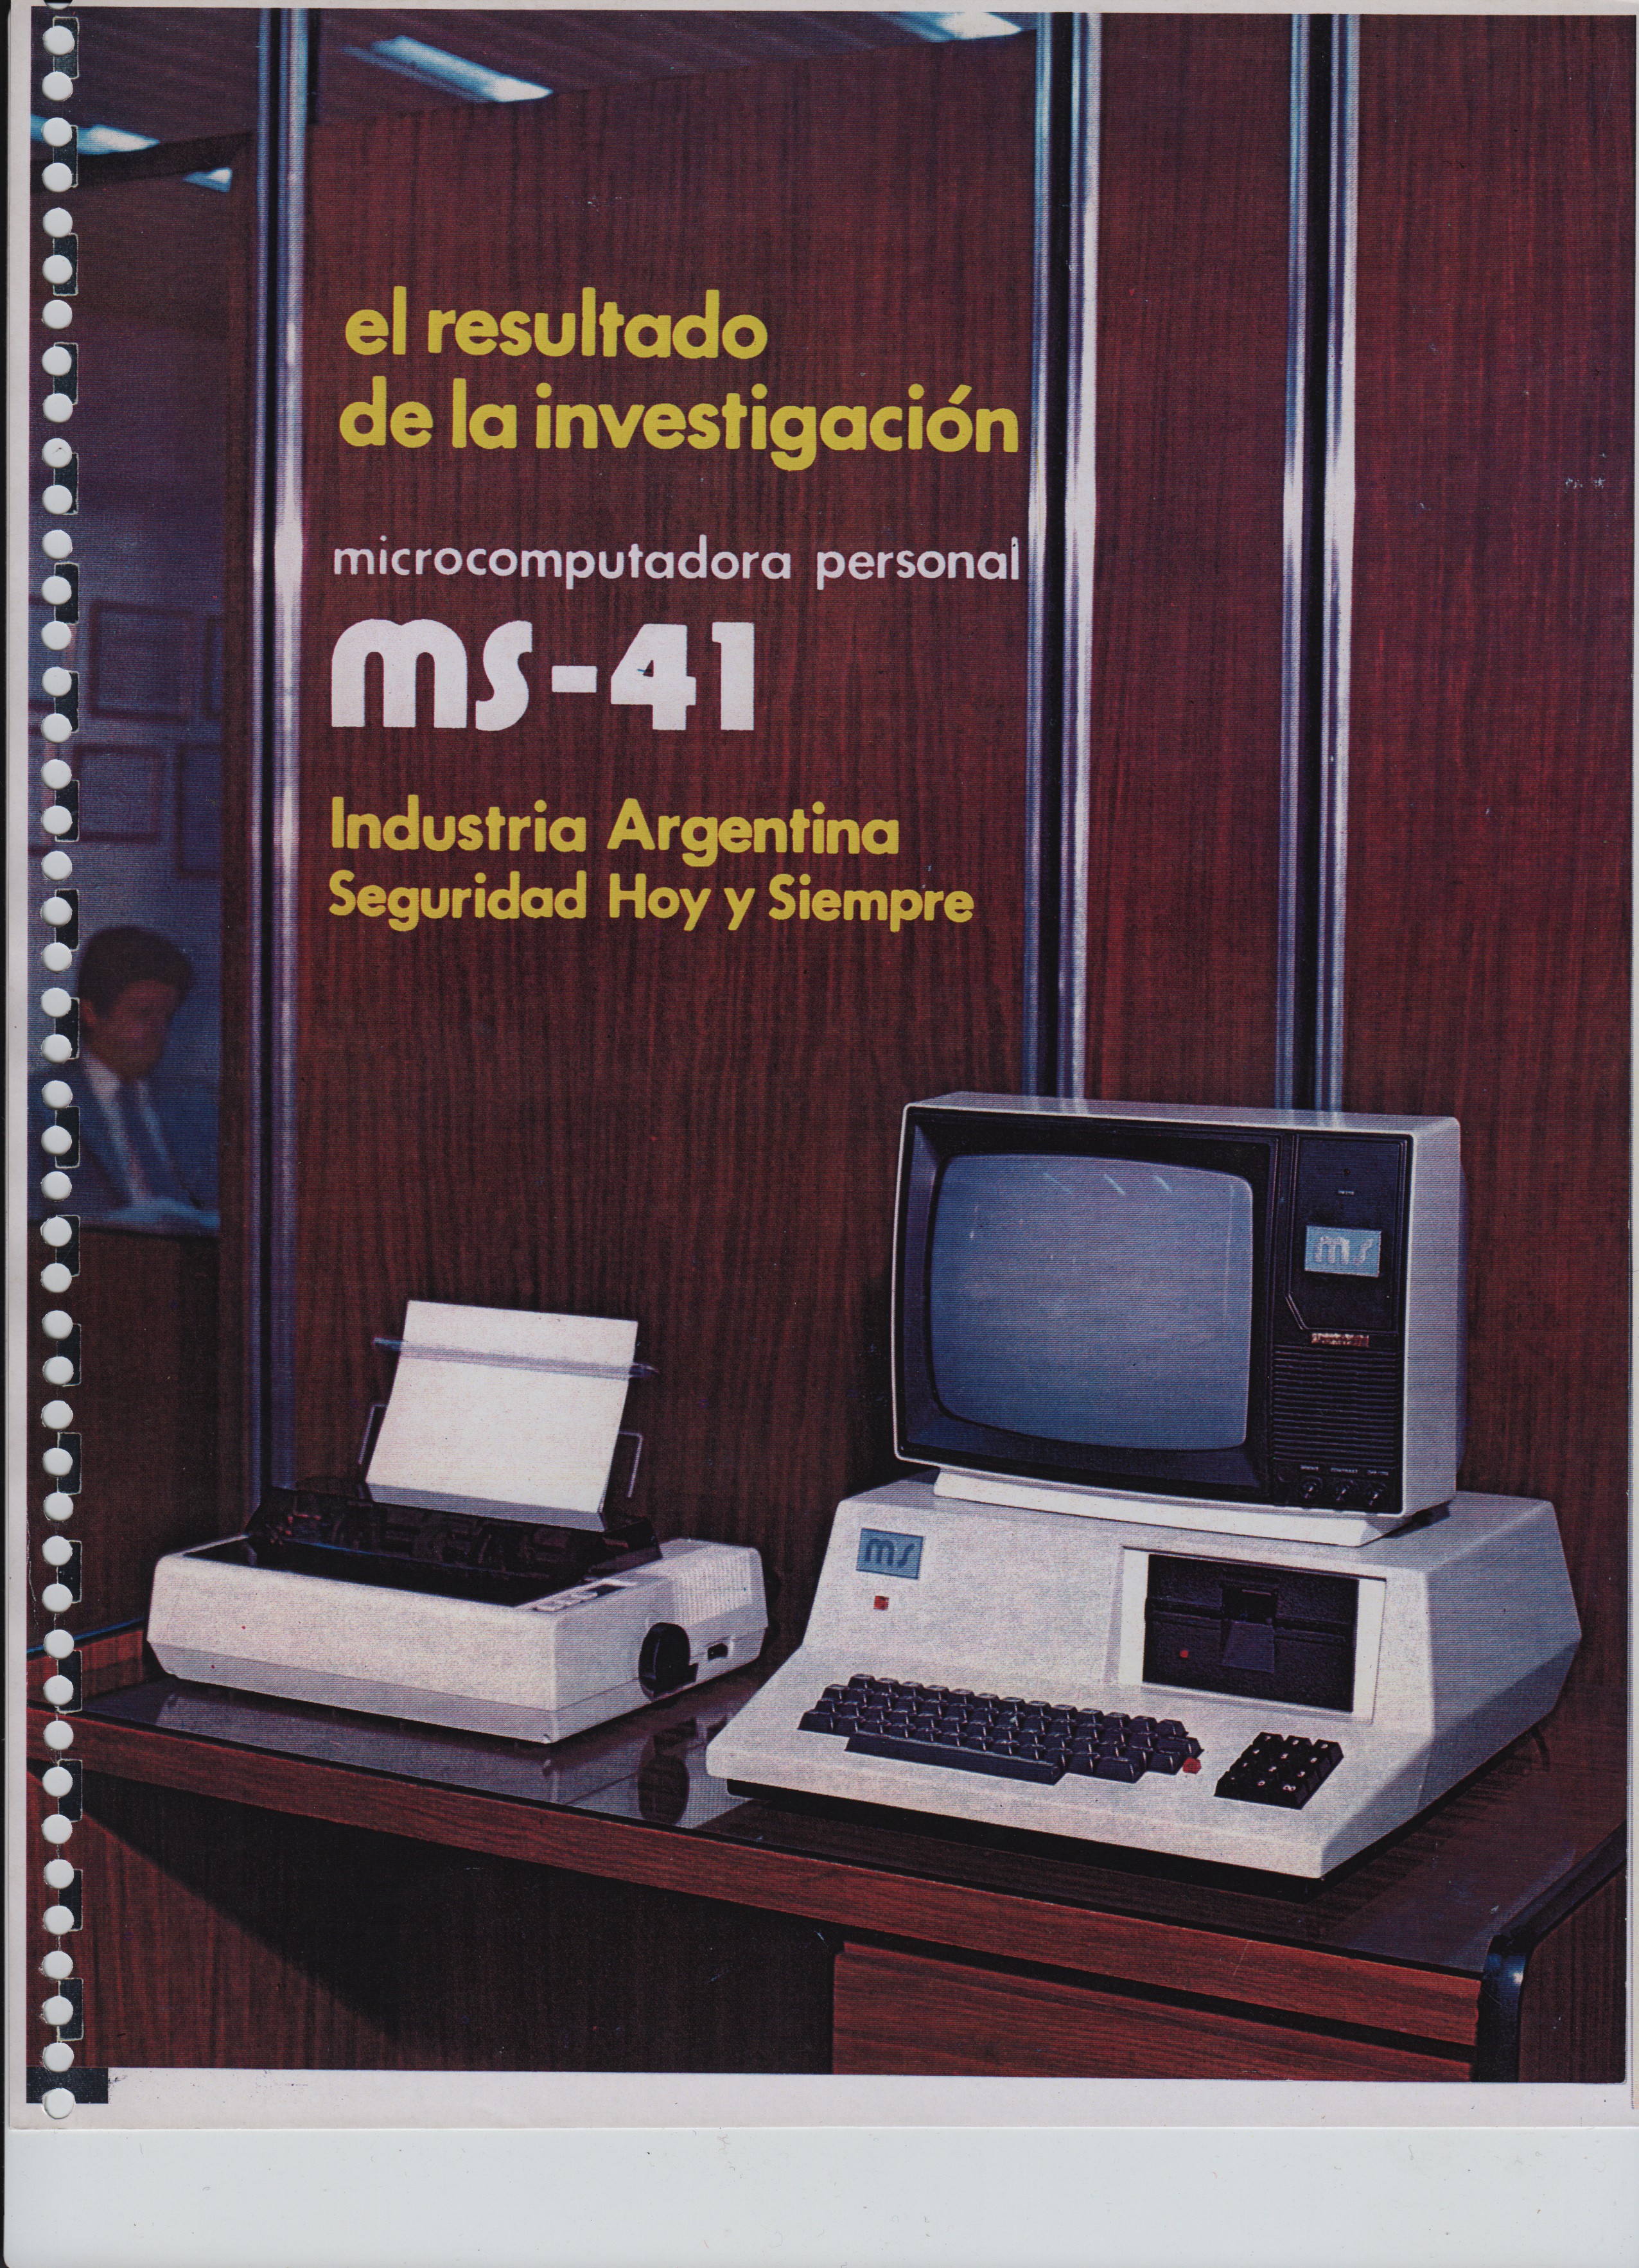 el resultado
de la investigación
microcomputadora personal
MS-41
Industria Argentina
Seguridad Hoy y Siempre
ms
ms